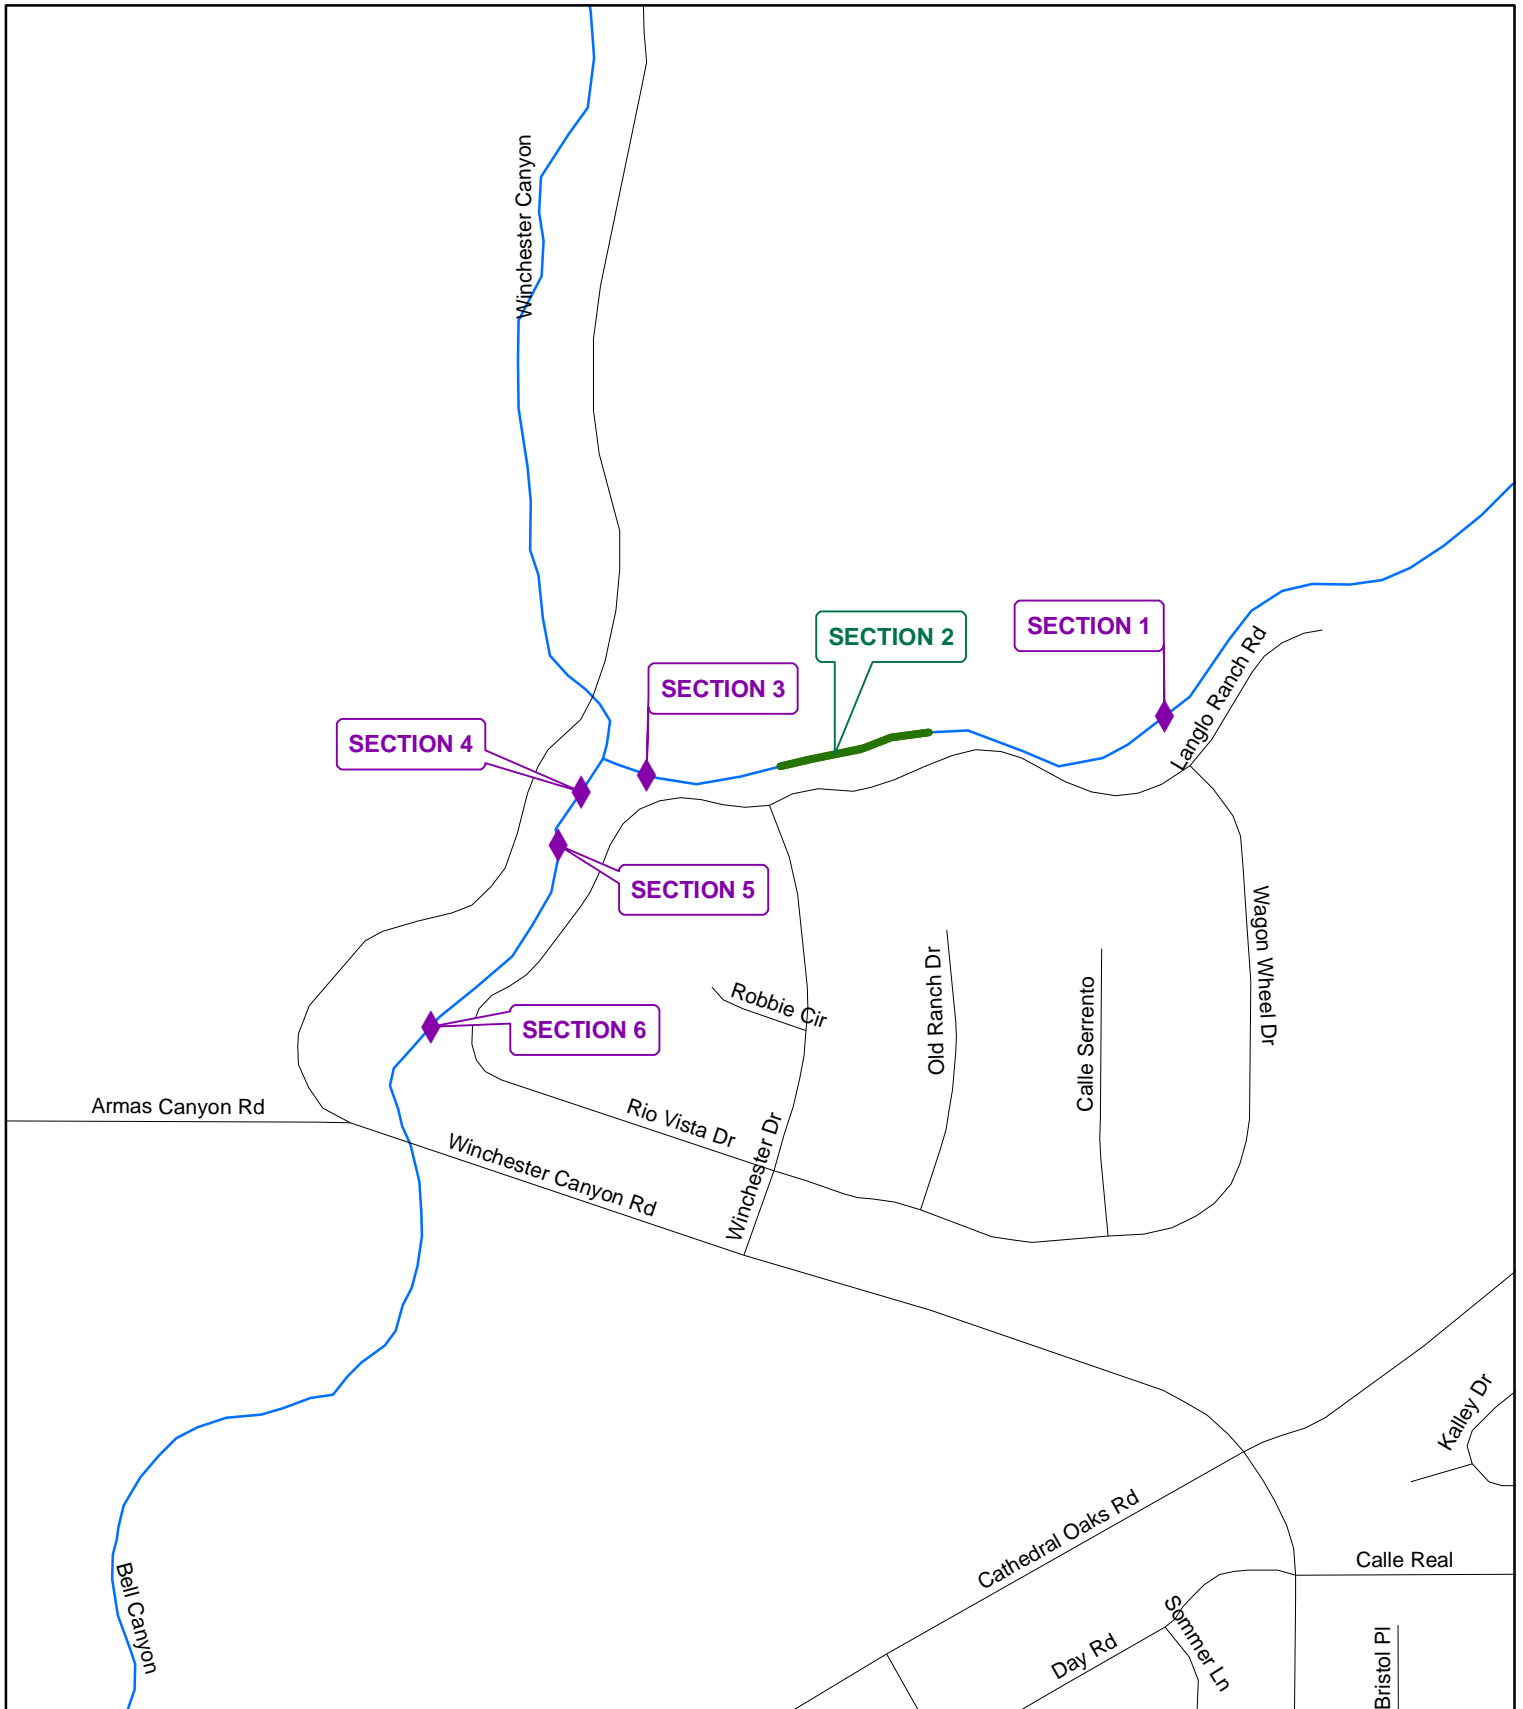 Winchester Canyon
SECTION 1
SECTION 2
Langlo Ranch Rd
SECTION 3
SECTION 4
SECTION 5
Wagon Wheel Dr
Robbie Cir
Old Ranch Dr
Calle Serrento
SECTION 6
Armas Canyon Rd
Rio Vista Dr
Winchester Dr
Winchester Canyon Rd
Kalley Dr
Cathedral Oaks Rd
Calle Real
Bell Canyon
Sommer Ln
Day Rd
Bristol Pl